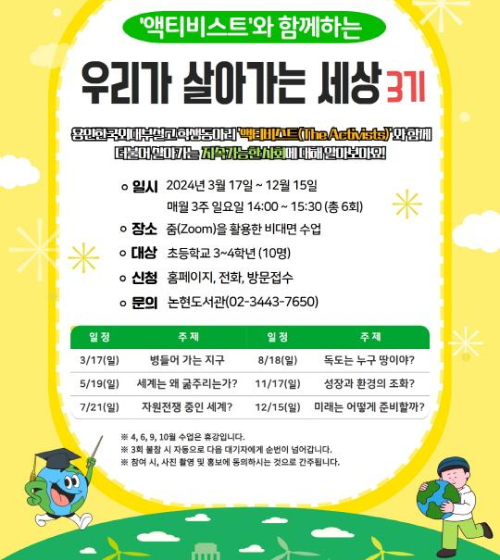 '액티비스트'와 함께하는
우리가 살아가는 세상 3기
용인한국외대부설고 학생동아리 '액티비스트(The Activists)'와 함께
더불어 살아가는 지속가능한 사회에 대해 알아보아요!
일시 2024년 3월 17일 ~ 12월 15일
매월 3주 일요일 14:00 ~ 15:30 (총 6회)
장소 줌(Zoom)을 활용한 비대면 수업
대상 초등학교 3~4학년 (10명)
신청 홈페이지, 전화, 방문접수
문의 논현도서관(02-3443-7650)
일 정 주 제 일 정 주 제
3/17(일) 병들어 가는 지구 8/18(일) 독도는 누구 땅이야?
5/19(일) 세계는 왜 굶주리는가? 11/17(일) 성장과 환경의 조화?
7/21(일) 자원전쟁 중인 세계? 12/15(일) 미래는 어떻게 준비할까?
※ 4, 6, 9, 10월 수업은 휴강입니다.
※ 3회 불참 시 자동으로 다음 대기자에게 순번이 넘어갑니다.
※ 참여 시, 사진 촬영 및 홍보에 동의하시는 것으로 간주됩니다.